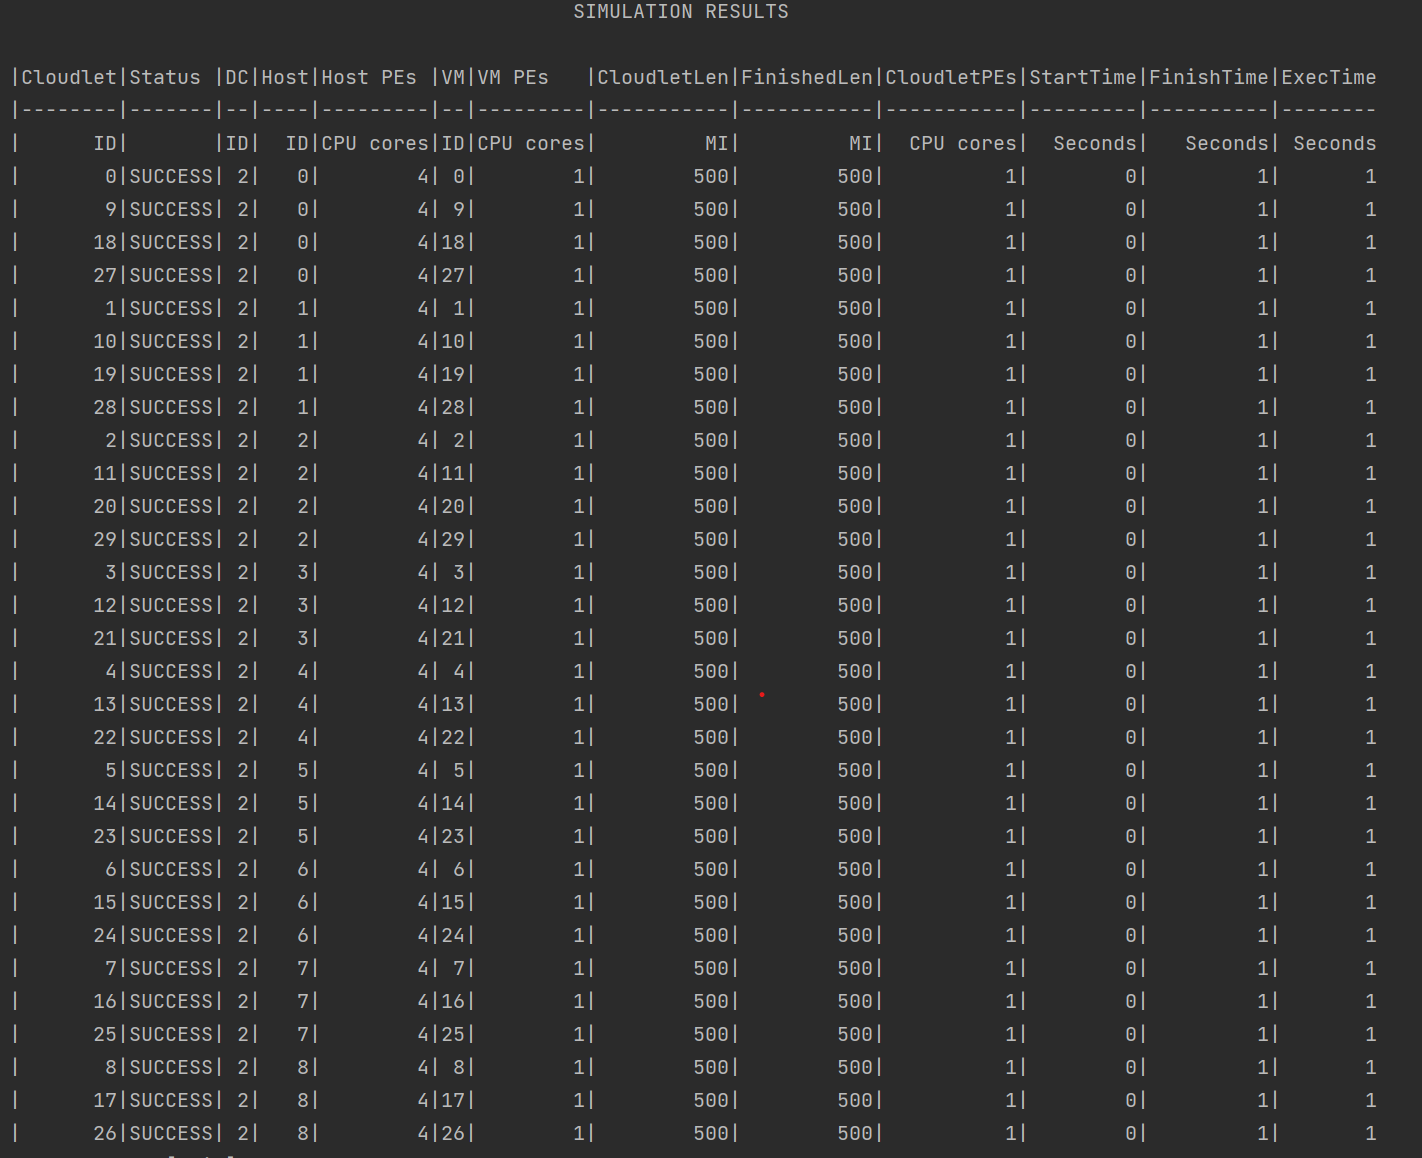 SIMULATION RESULTS
|Cloudlet|Status |DC|Host|Host PEs |VM|VM PEs   |CloudletLen|FinishedLen|CloudletPEs|StartTime|FinishTime|ExecTime
|--------|-------|--|----|---------|--|---------|-----------|-----------|-----------|---------|----------|--------
|      ID|       |ID|  ID|CPU cores|ID|CPU cores|         MI|         MI|  CPU cores|  Seconds|   Seconds| Seconds
|       0|SUCCESS| 2|   0|        4| 0|        1|        500|        500|          1|        0|         1|       1
|       9|SUCCESS| 2|   0|        4| 9|        1|        500|        500|          1|        0|         1|       1
|      18|SUCCESS| 2|   0|        4|18|        1|        500|        500|          1|        0|         1|       1
|      27|SUCCESS| 2|   0|        4|27|        1|        500|        500|          1|        0|         1|       1
|       1|SUCCESS| 2|   1|        4| 1|        1|        500|        500|          1|        0|         1|       1
|      10|SUCCESS| 2|   1|        4|10|        1|        500|        500|          1|        0|         1|       1
|      19|SUCCESS| 2|   1|        4|19|        1|        500|        500|          1|        0|         1|       1
|      28|SUCCESS| 2|   1|        4|28|        1|        500|        500|          1|        0|         1|       1
|       2|SUCCESS| 2|   2|        4| 2|        1|        500|        500|          1|        0|         1|       1
|      11|SUCCESS| 2|   2|        4|11|        1|        500|        500|          1|        0|         1|       1
|      20|SUCCESS| 2|   2|        4|20|        1|        500|        500|          1|        0|         1|       1
|      29|SUCCESS| 2|   2|        4|29|        1|        500|        500|          1|        0|         1|       1
|       3|SUCCESS| 2|   3|        4| 3|        1|        500|        500|          1|        0|         1|       1
|      12|SUCCESS| 2|   3|        4|12|        1|        500|        500|          1|        0|         1|       1
|      21|SUCCESS| 2|   3|        4|21|        1|        500|        500|          1|        0|         1|       1
|       4|SUCCESS| 2|   4|        4| 4|        1|        500|        500|          1|        0|         1|       1
|      13|SUCCESS| 2|   4|        4|13|        1|        500|        500|          1|        0|         1|       1
|      22|SUCCESS| 2|   4|        4|22|        1|        500|        500|          1|        0|         1|       1
|       5|SUCCESS| 2|   5|        4| 5|        1|        500|        500|          1|        0|         1|       1
|      14|SUCCESS| 2|   5|        4|14|        1|        500|        500|          1|        0|         1|       1
|      23|SUCCESS| 2|   5|        4|23|        1|        500|        500|          1|        0|         1|       1
|       6|SUCCESS| 2|   6|        4| 6|        1|        500|        500|          1|        0|         1|       1
|      15|SUCCESS| 2|   6|        4|15|        1|        500|        500|          1|        0|         1|       1
|      24|SUCCESS| 2|   6|        4|24|        1|        500|        500|          1|        0|         1|       1
|       7|SUCCESS| 2|   7|        4| 7|        1|        500|        500|          1|        0|         1|       1
|      16|SUCCESS| 2|   7|        4|16|        1|        500|        500|          1|        0|         1|       1
|      25|SUCCESS| 2|   7|        4|25|        1|        500|        500|          1|        0|         1|       1
|       8|SUCCESS| 2|   8|        4| 8|        1|        500|        500|          1|        0|         1|       1
|      17|SUCCESS| 2|   8|        4|17|        1|        500|        500|          1|        0|         1|       1
|      26|SUCCESS| 2|   8|        4|26|        1|        500|        500|          1|        0|         1|       1